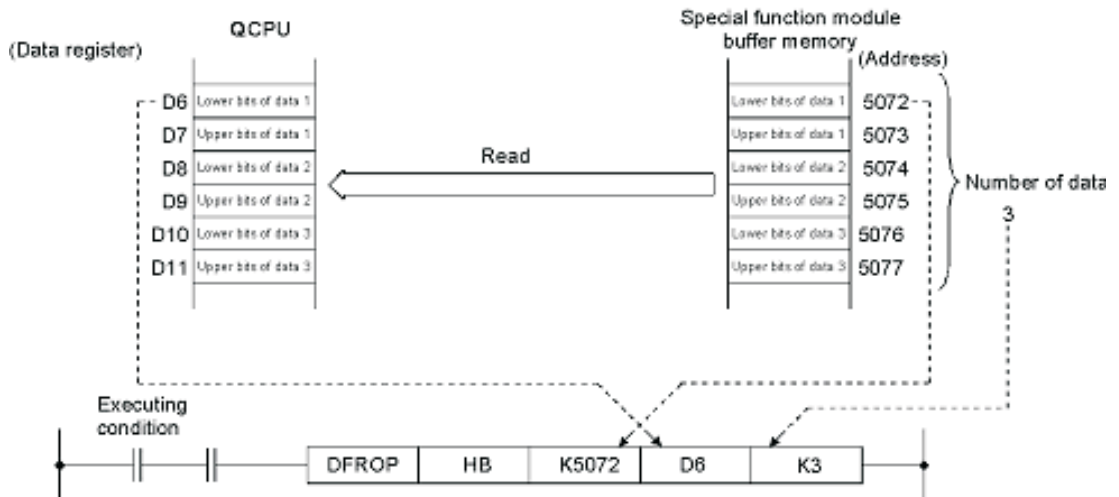 QCPU
Special function module
buffer memory
(Data register)
(Address)
D6 Lower bits of data 1
Lower bits of data 1 5072
D7 Upper bits of data 1
Upper bits of data 1 5073
D8 Lower bits of data 2
Lower bits of data 2 5074
D9 Upper bits of data 2
Upper bits of data 2 5075
D10 Lower bits of data 3
Lower bits of data 3 5076
D11 Upper bits of data 3
Upper bits of data 3 5077
Read
Number of data
3
Executing
condition
DFROP HB K5072 D6 K3